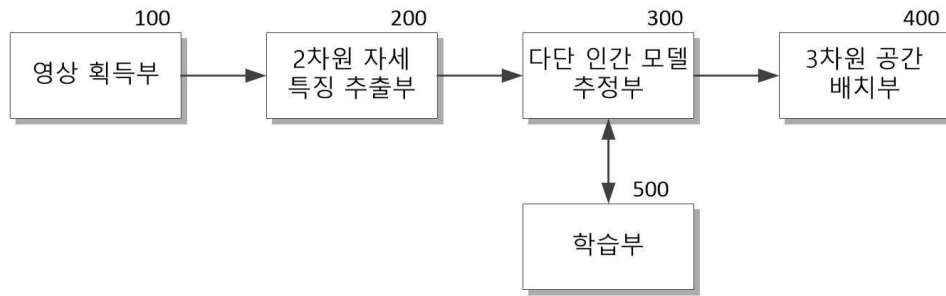 100
200
300
400
영상 획득부
2차원 자세
특징 추출부
다단 인간 모델
추정부
3차원 공간
배치부
500
학습부